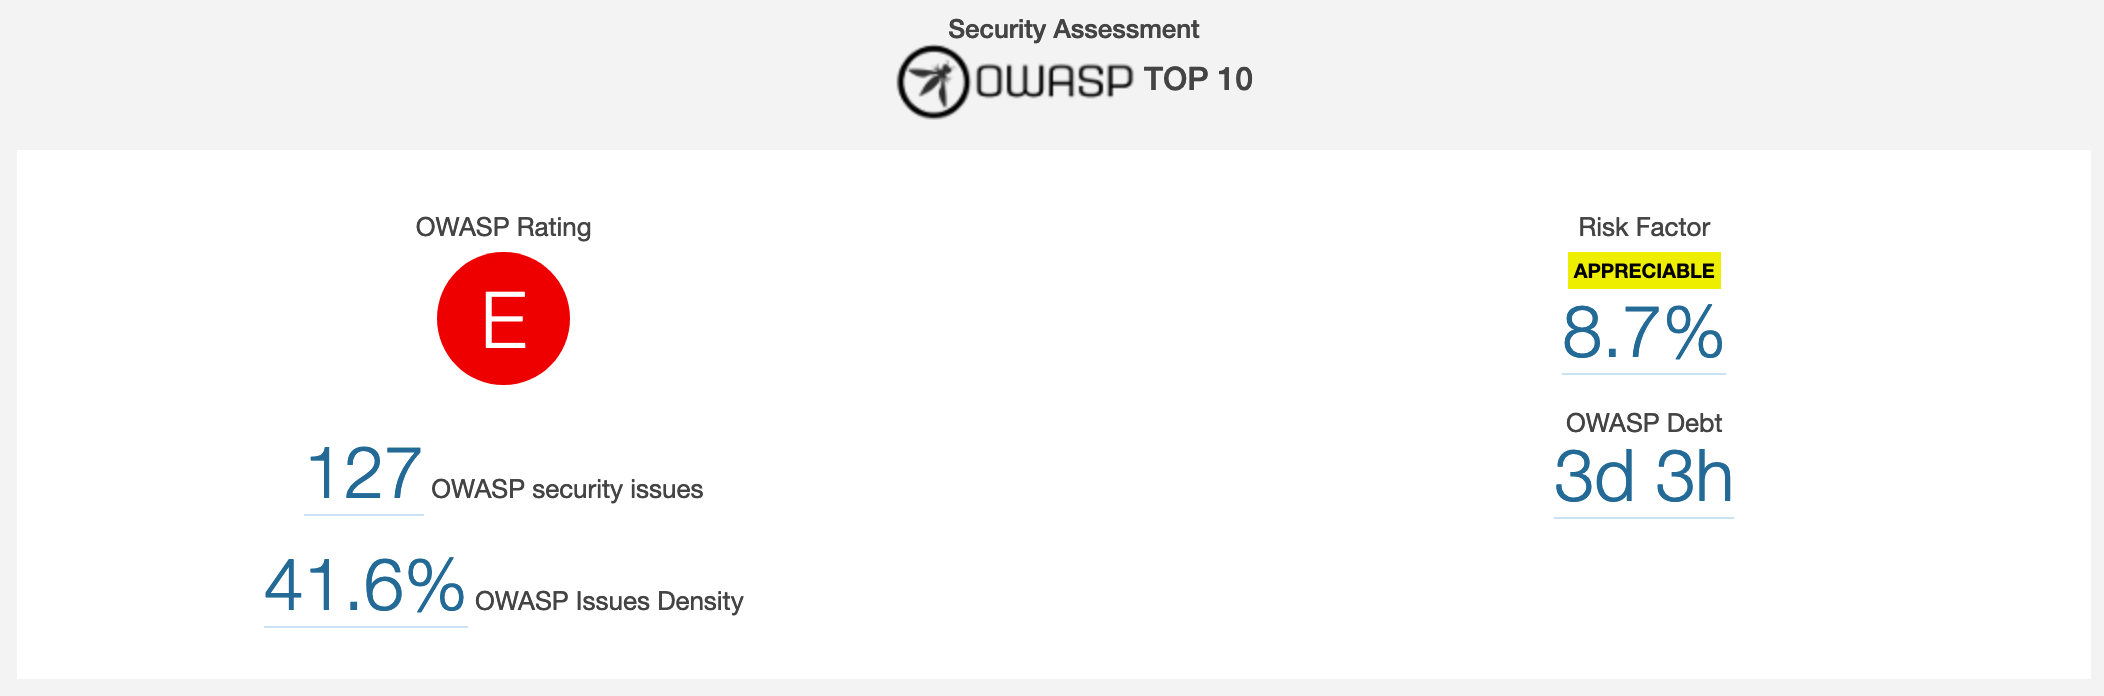 Security Assessment
OWASP TOP 10
OWASP Rating
E
127 OWASP security issues
41.6% OWASP Issues Density
Risk Factor
APPRECIABLE
8.7%
OWASP Debt
3d 3h